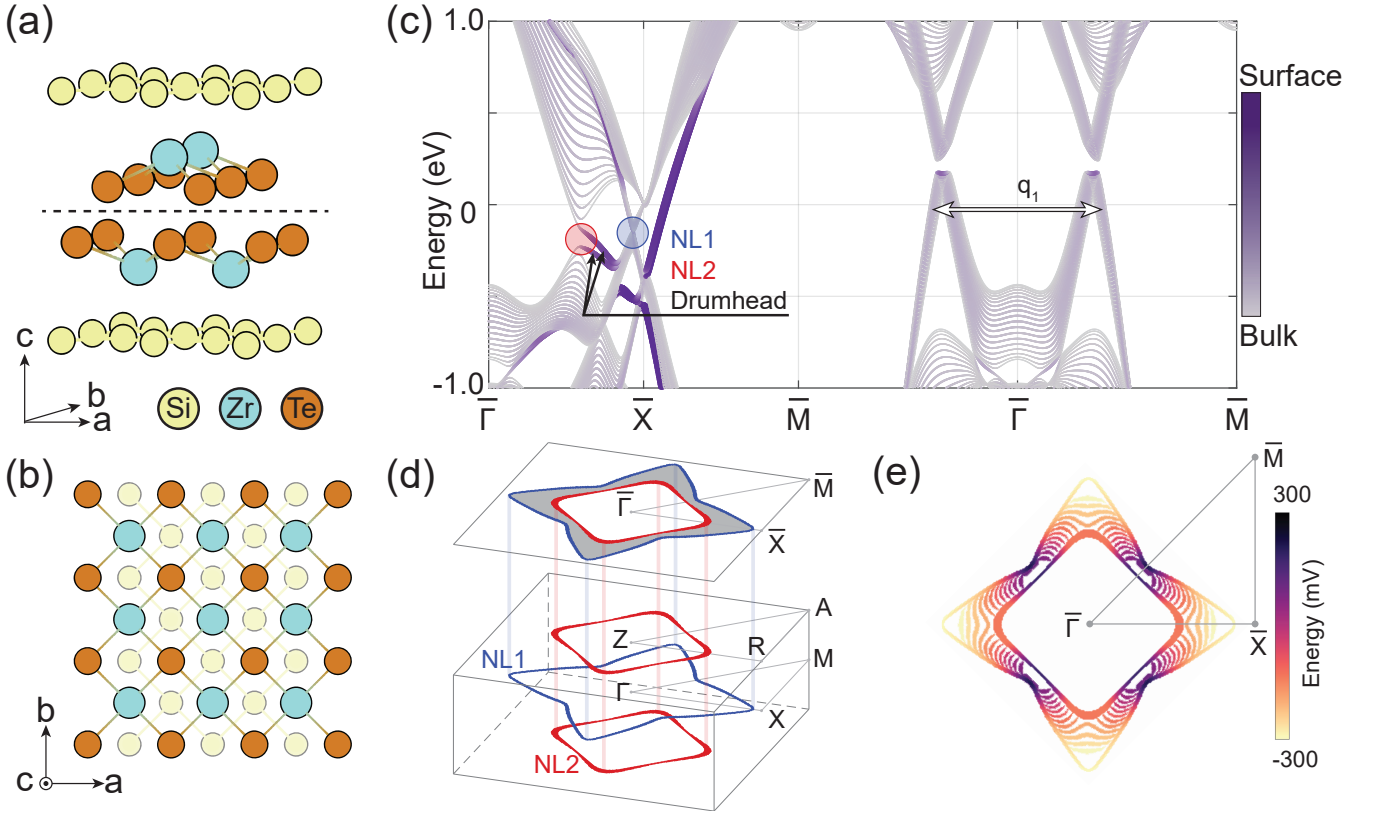 (a)
c
b
a
Si
Zr
Te
(b)
b
c
a
(c)
1.0
0
-1.0
Energy (eV)
NL1
NL2
Drumhead
q₁
Γ̅
X̅
M̅
Γ̅
M̅
Surface
Bulk
(d)
M̅
Γ̅
X̅
A
Z
R
NL1
M
Γ
X
NL2
(e)
M̅
Γ̅
X̅
300
Energy (mV)
-300